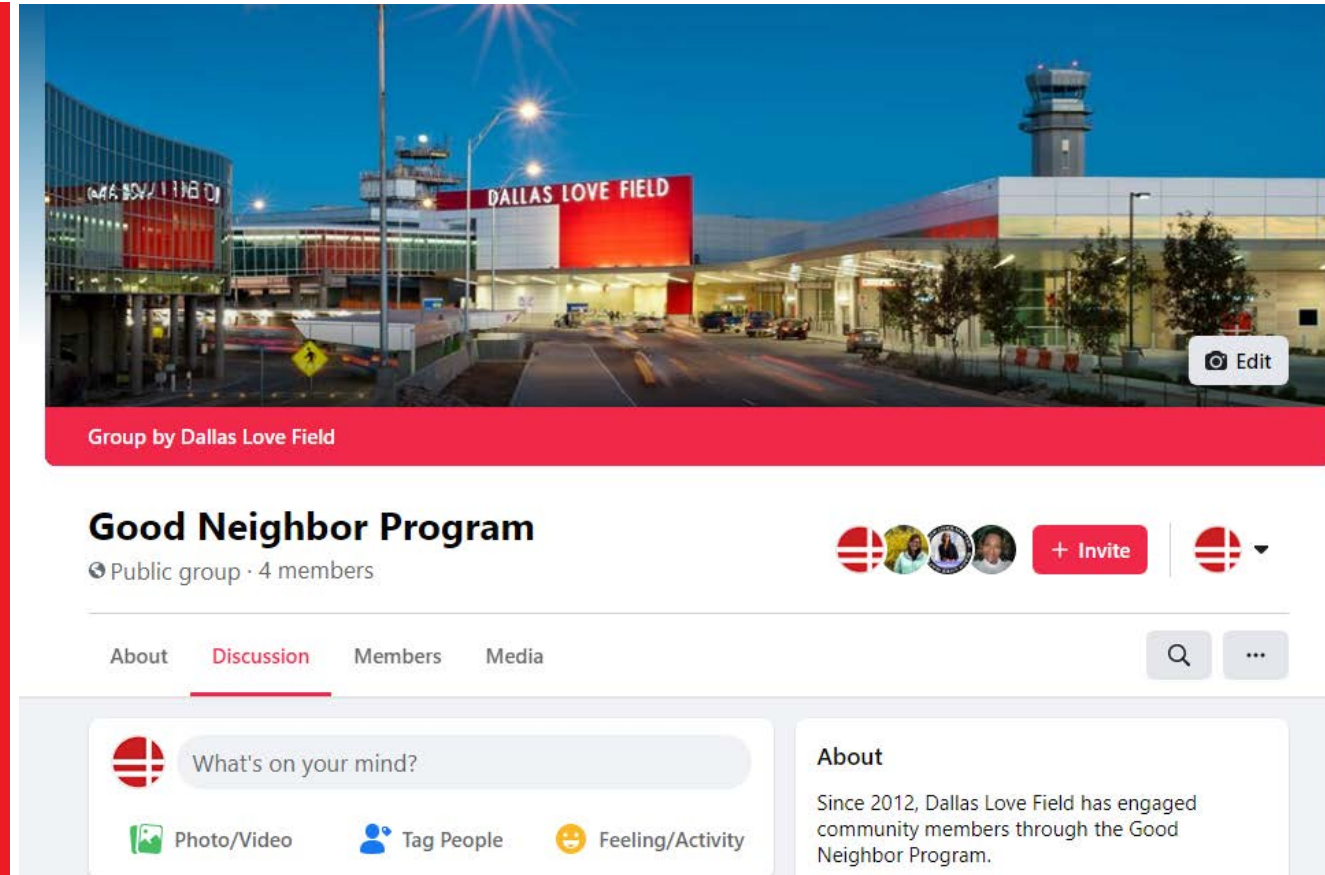 DALLAS LOVE FIELD
Edit
Group by Dallas Love Field
Good Neighbor Program
Public group · 4 members
+ Invite
About Discussion Members Media
What's on your mind?
Photo/Video Tag People Feeling/Activity
About
Since 2012, Dallas Love Field has engaged
community members through the Good
Neighbor Program.